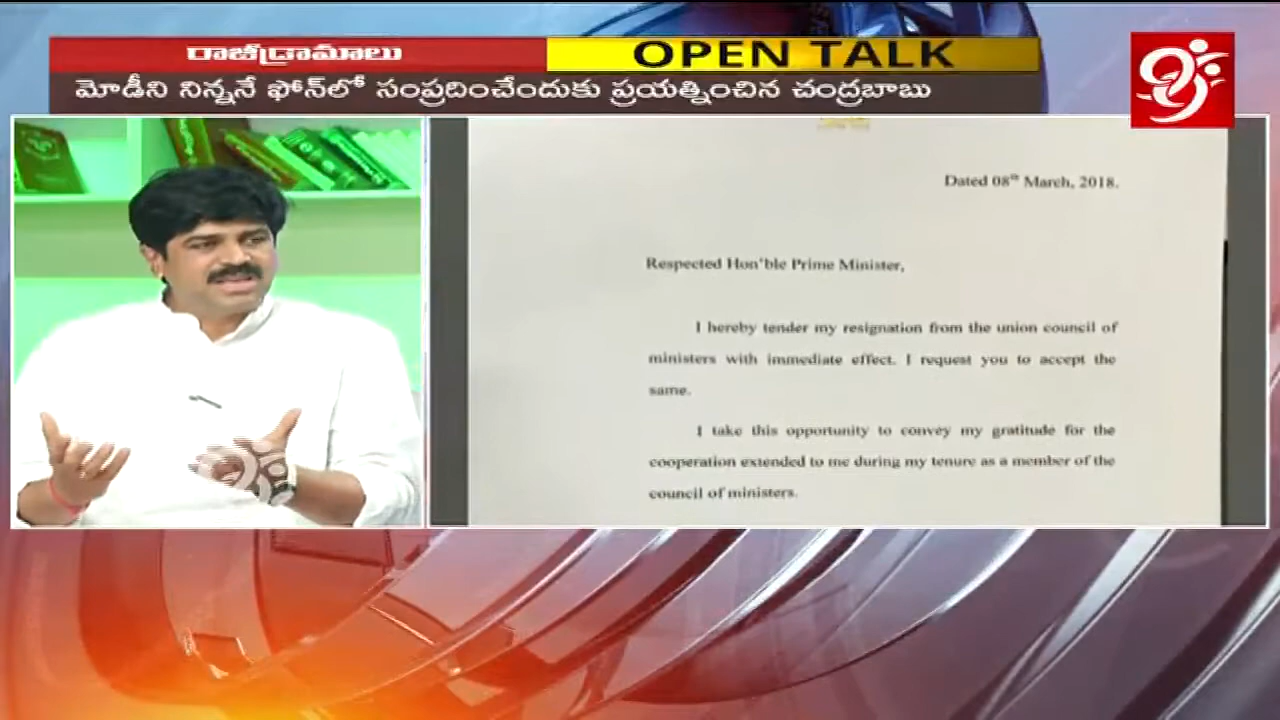 రాజీడ్రామాలు
OPEN TALK
మోడీని నిన్ననే ఫోన్‌లో సంప్రదించేందుకు ప్రయత్నించిన చంద్రబాబు
Dated 08th March, 2018.
Respected Hon'ble Prime Minister,
I hereby tender my resignation from the union council of
ministers with immediate effect. I request you to accept the
same.
I take this opportunity to convey my gratitude for the
cooperation extended to me during my tenure as a member of the
council of ministers.